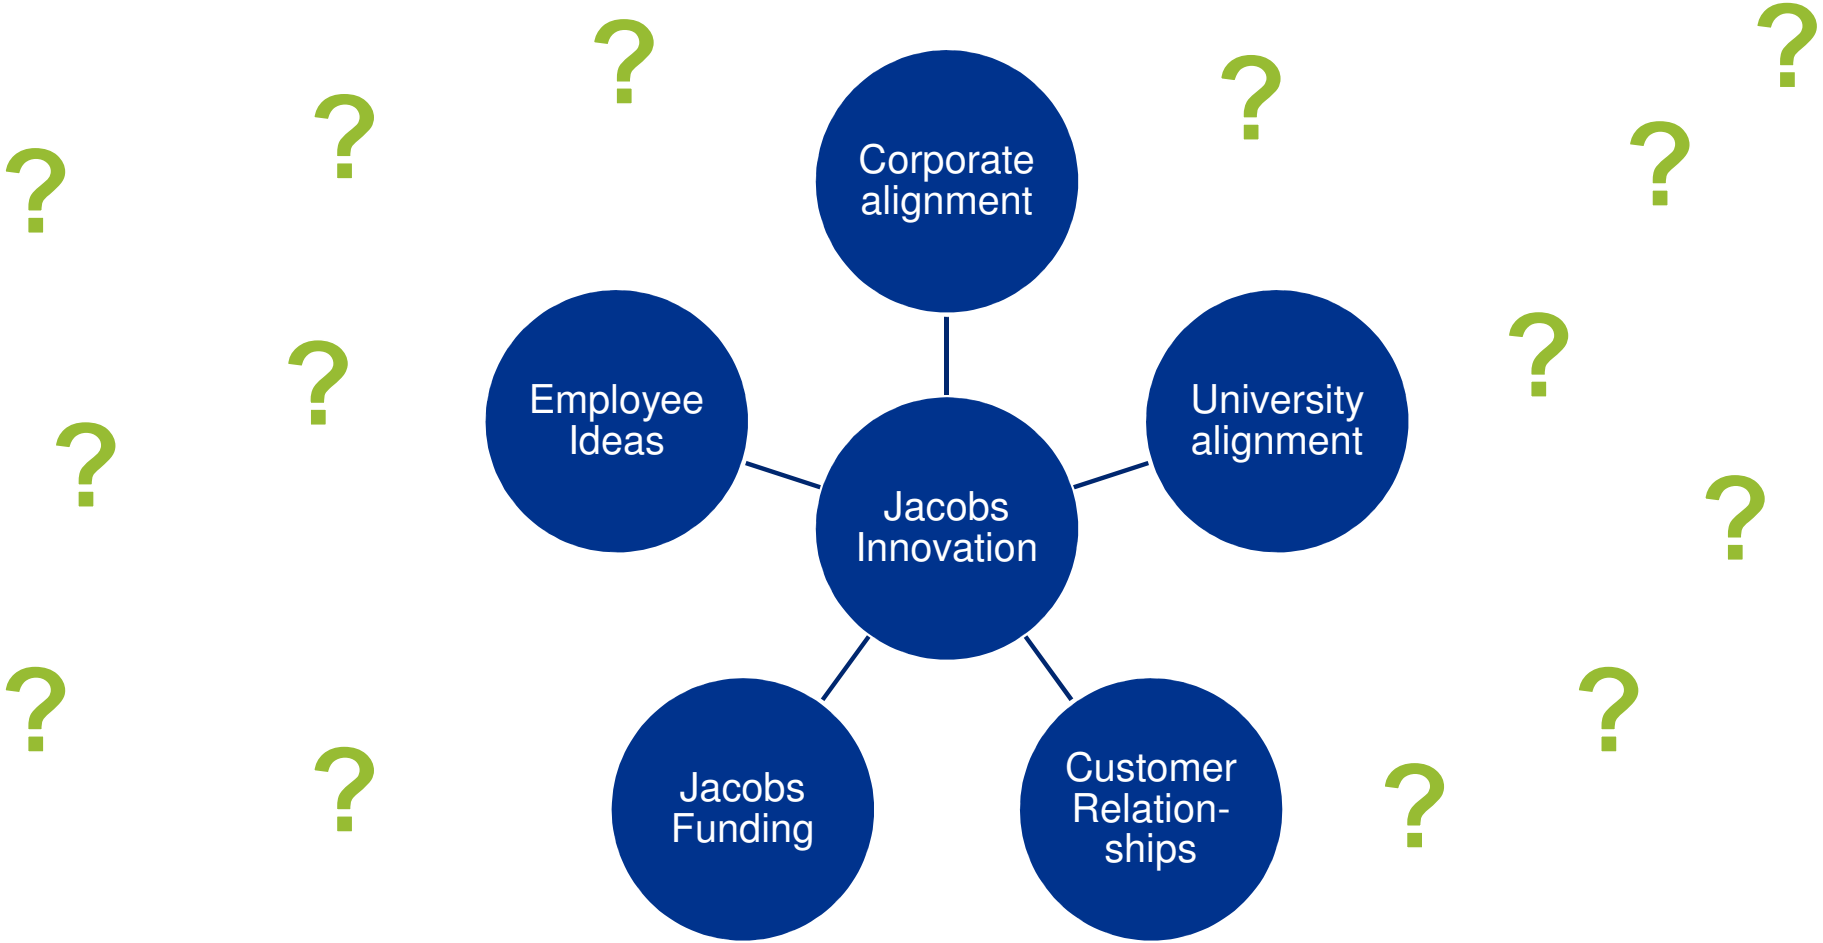 ?
?
?
?
?
?
Corporate
alignment
?
?
Employee
Ideas
University
alignment
?
?
Jacobs
Innovation
?
?
?
?
Customer
Relation-
ships
Jacobs
Funding
?